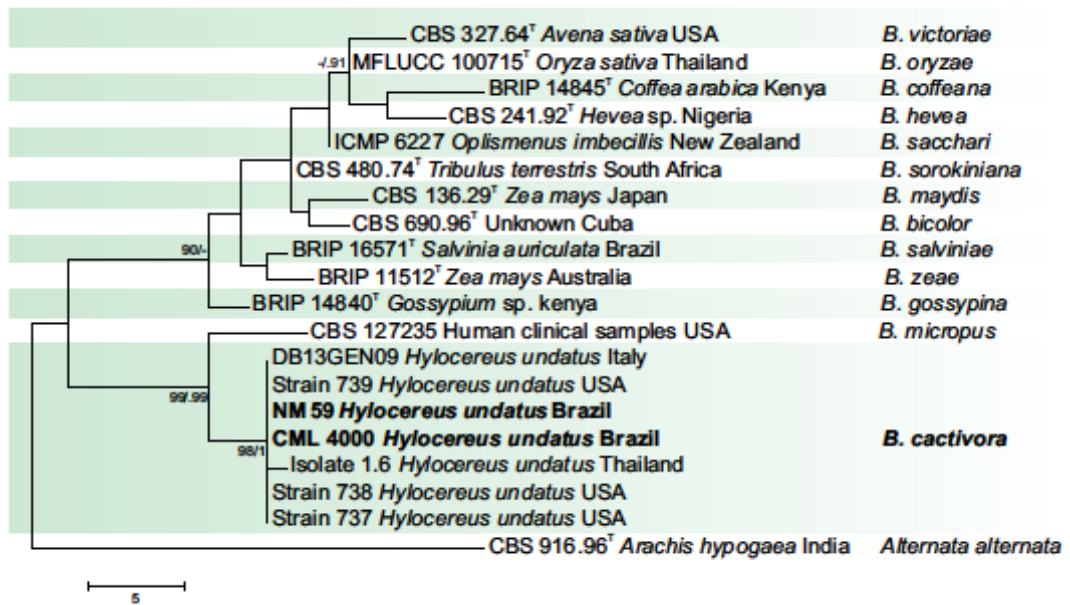 CBS 327.64T Avena sativa USA B. victoriae
-/.91 MFLUCC 100715T Oryza sativa Thailand B. oryzae
BRIP 14845T Coffea arabica Kenya B. coffeana
CBS 241.92T Hevea sp. Nigeria B. hevea
ICMP 6227 Oplismenus imbecillis New Zealand B. sacchari
CBS 480.74T Tribulus terrestris South Africa B. sorokiniana
CBS 136.29T Zea mays Japan B. maydis
CBS 690.96T Unknown Cuba B. bicolor
90/- BRIP 16571T Salvinia auriculata Brazil B. salviniae
BRIP 11512T Zea mays Australia B. zeae
BRIP 14840T Gossypium sp. kenya B. gossypina
CBS 127235 Human clinical samples USA B. micropus
DB13GEN09 Hylocereus undatus Italy
Strain 739 Hylocereus undatus USA
99/.99
NM 59 Hylocereus undatus Brazil
CML 4000 Hylocereus undatus Brazil B. cactivora
98/1
Isolate 1.6 Hylocereus undatus Thailand
Strain 738 Hylocereus undatus USA
Strain 737 Hylocereus undatus USA
CBS 916.96T Arachis hypogaea India Alternata alternata
5